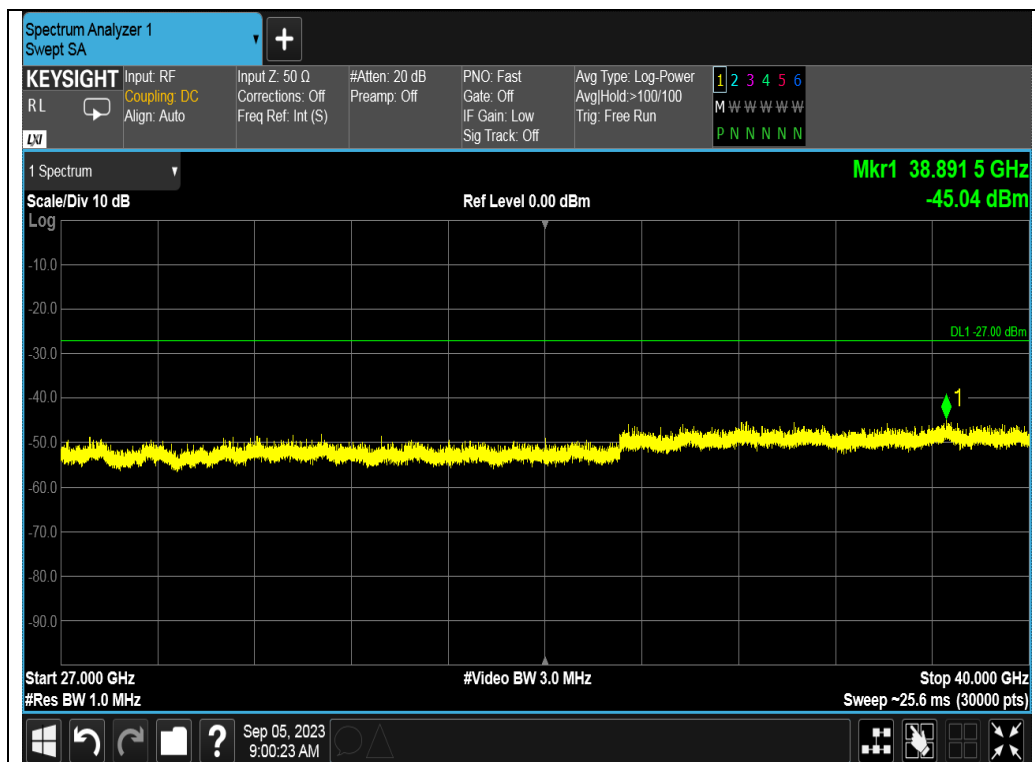 Spectrum Analyzer 1
Swept SA
+
KEYSIGHT
RL
LXI
Input: RF
Coupling: DC
Align: Auto
Input Z: 50 Ω
Corrections: Off
Freq Ref: Int (S)
#Atten: 20 dB
Preamp: Off
PNO: Fast
Gate: Off
IF Gain: Low
Sig Track: Off
Avg Type: Log-Power
Avg|Hold:>100/100
Trig: Free Run
1 2 3 4 5 6
M W W W W W
P N N N N N
1 Spectrum
Mkr1 38.891 5 GHz
-45.04 dBm
Scale/Div 10 dB
Ref Level 0.00 dBm
Log
-10.0
-20.0
DL1 -27.00 dBm
-30.0
-40.0
1
-50.0
-60.0
-70.0
-80.0
-90.0
Start 27.000 GHz
#Video BW 3.0 MHz
Stop 40.000 GHz
#Res BW 1.0 MHz
Sweep ~25.6 ms (30000 pts)
?
Sep 05, 2023
9:00:23 AM